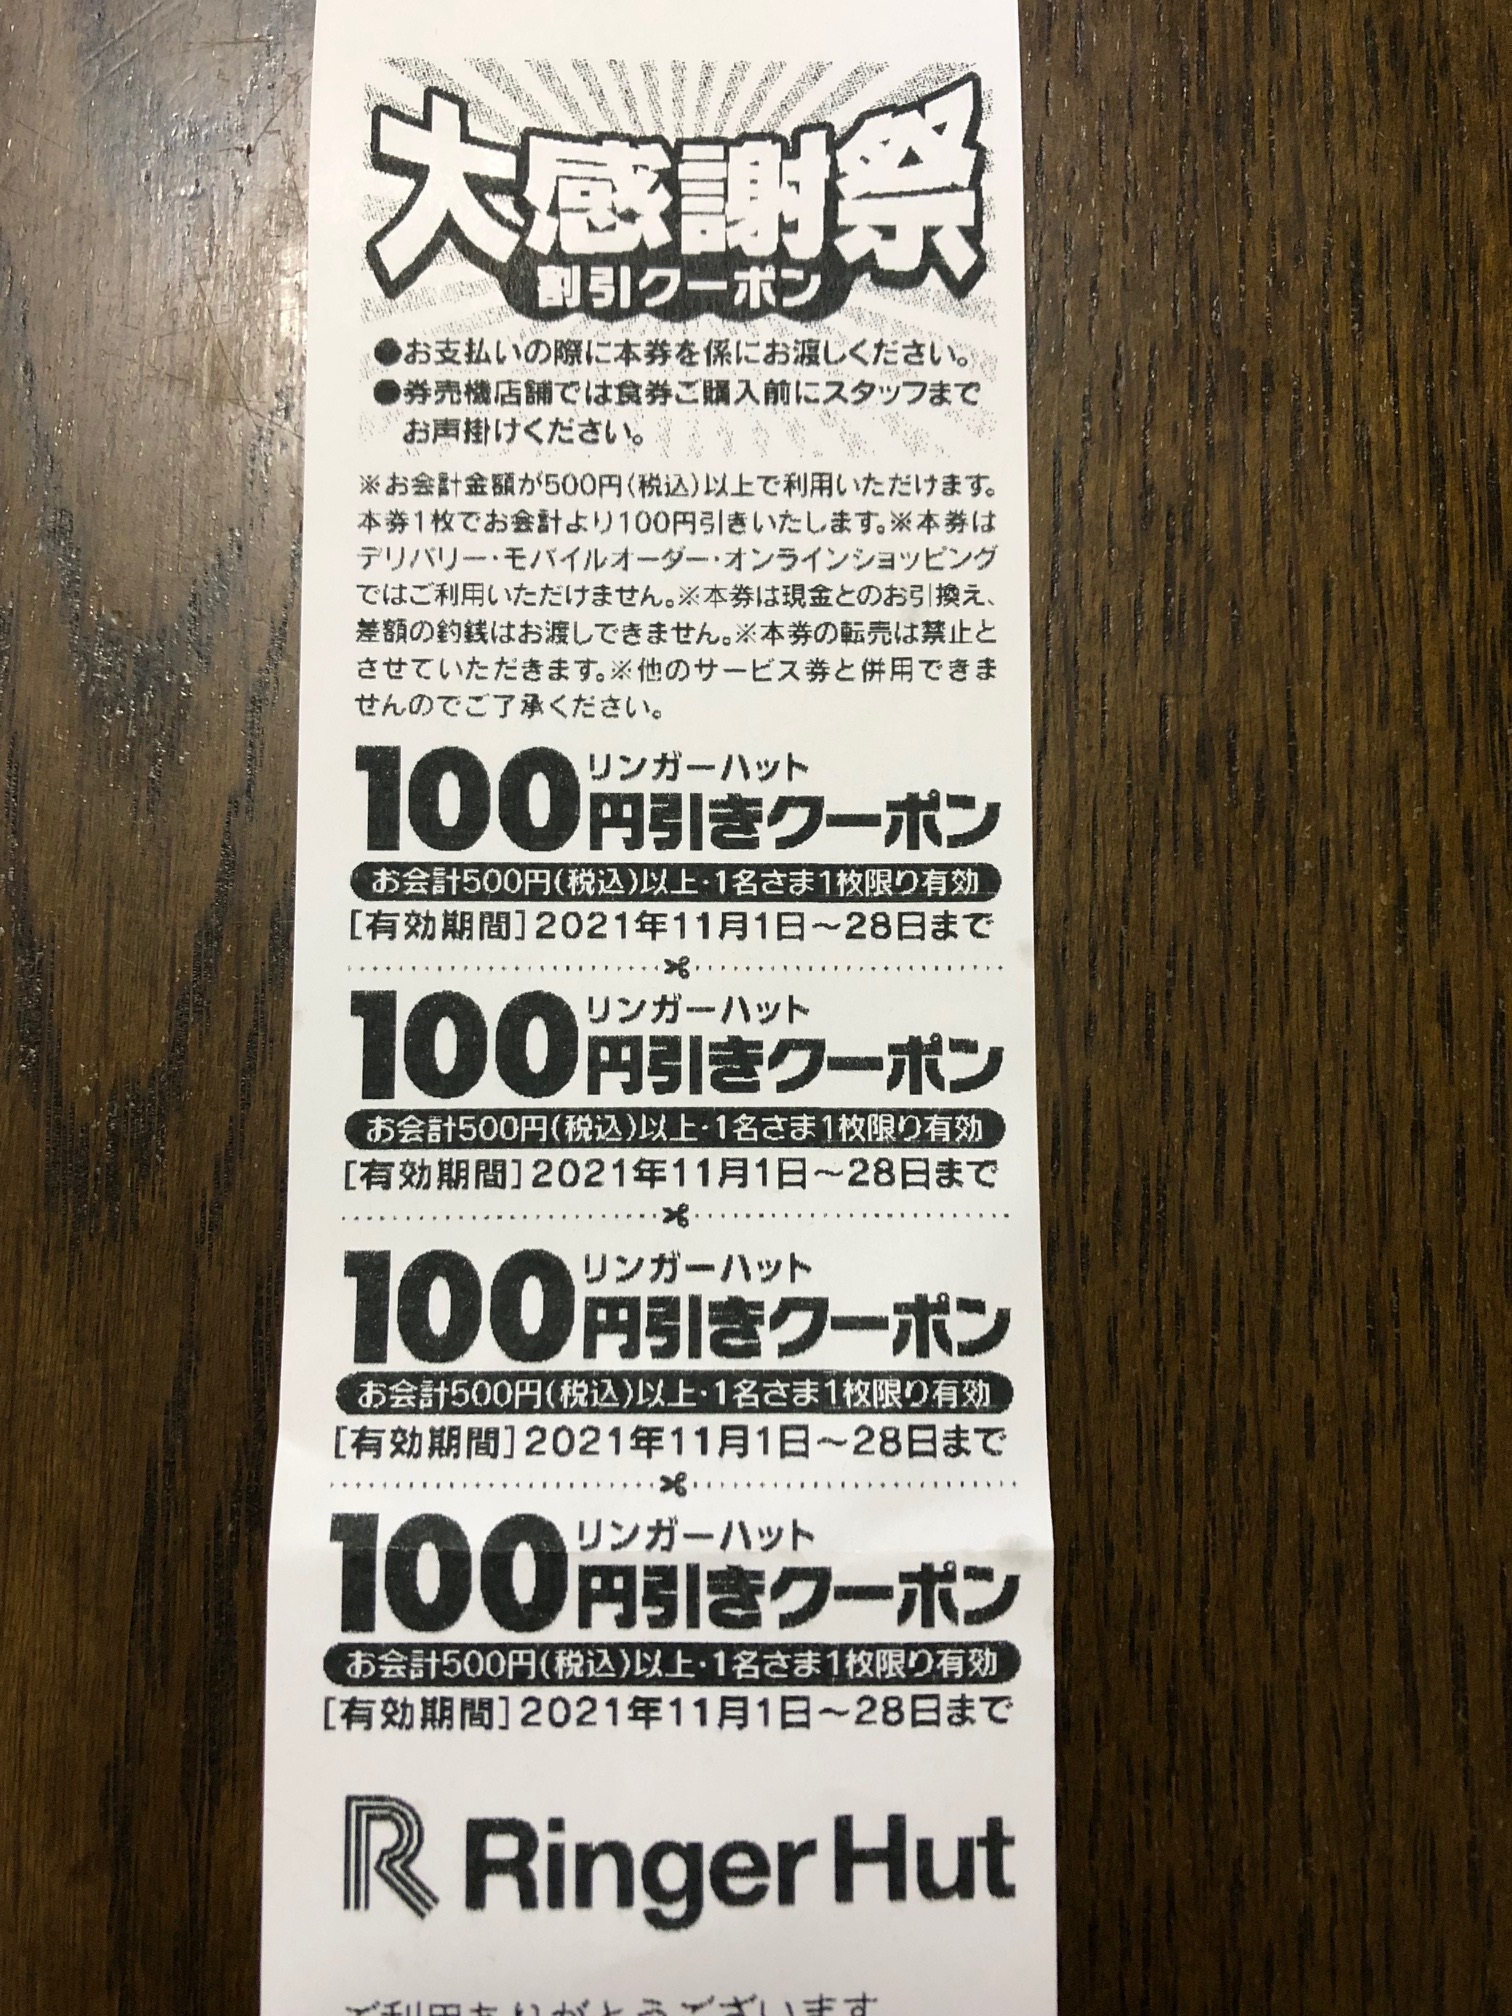 大感謝祭
割引クーポン
●お支払いの際に本券を係にお渡しください。
●券売機店舗では食券ご購入前にスタッフまで
お声掛けください。
※お会計金額が500円(税込)以上で利用いただけます。
本券1枚でお会計より100円引きいたします。※本券は
デリバリー・モバイルオーダー・オンラインショッピング
ではご利用いただけません。※本券は現金とのお引換え、
差額の釣銭はお渡しできません。※本券の転売は禁止と
させていただきます。※他のサービス券と併用できま
せんのでご了承ください。
リンガーハット
100円引きクーポン
お会計500円(税込)以上・1名さま1枚限り有効
[有効期間]2021年11月1日〜28日まで
リンガーハット
100円引きクーポン
お会計500円(税込)以上・1名さま1枚限り有効
[有効期間]2021年11月1日〜28日まで
リンガーハット
100円引きクーポン
お会計500円(税込)以上・1名さま1枚限り有効
[有効期間]2021年11月1日〜28日まで
リンガーハット
100円引きクーポン
お会計500円(税込)以上・1名さま1枚限り有効
[有効期間]2021年11月1日〜28日まで
R Ringer Hut
ご利用ありがとうございます